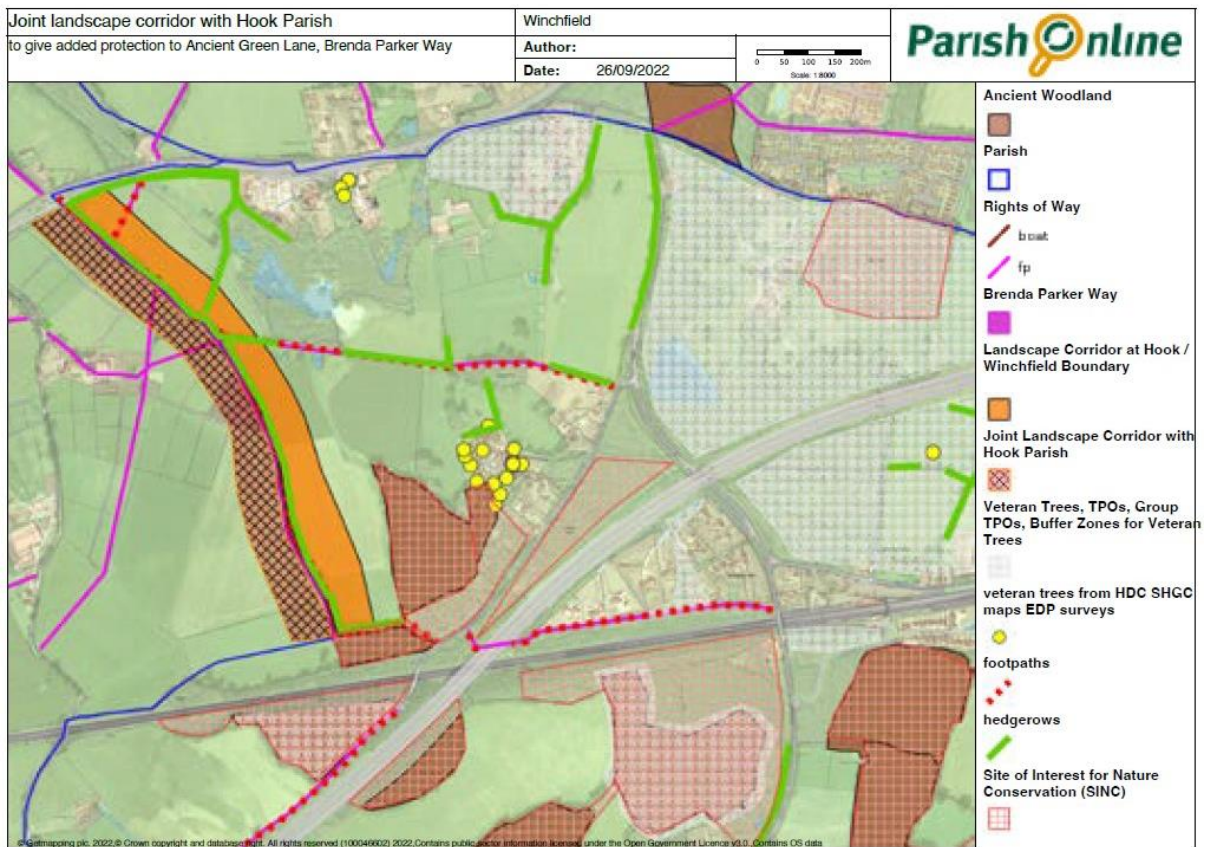 Joint landscape corridor with Hook Parish
to give added protection to Ancient Green Lane, Brenda Parker Way
Winchfield
Author:
Date: 26/09/2022
0 50 100 150 200m
Scale: 1:8000
Parish Online
Ancient Woodland
Parish
Rights of Way
boat
fp
Brenda Parker Way
Landscape Corridor at Hook /
Winchfield Boundary
Joint Landscape Corridor with
Hook Parish
Veteran Trees, TPOs, Group
TPOs, Buffer Zones for Veteran
Trees
veteran trees from HDC SHGC
maps EDP surveys
footpaths
hedgerows
Site of Interest for Nature
Conservation (SINC)
© Getmapping plc. 2022,© Crown copyright and database right. All rights reserved (100046602) 2022.Contains public sector information licensed under the Open Government Licence v3.0. Contains OS data